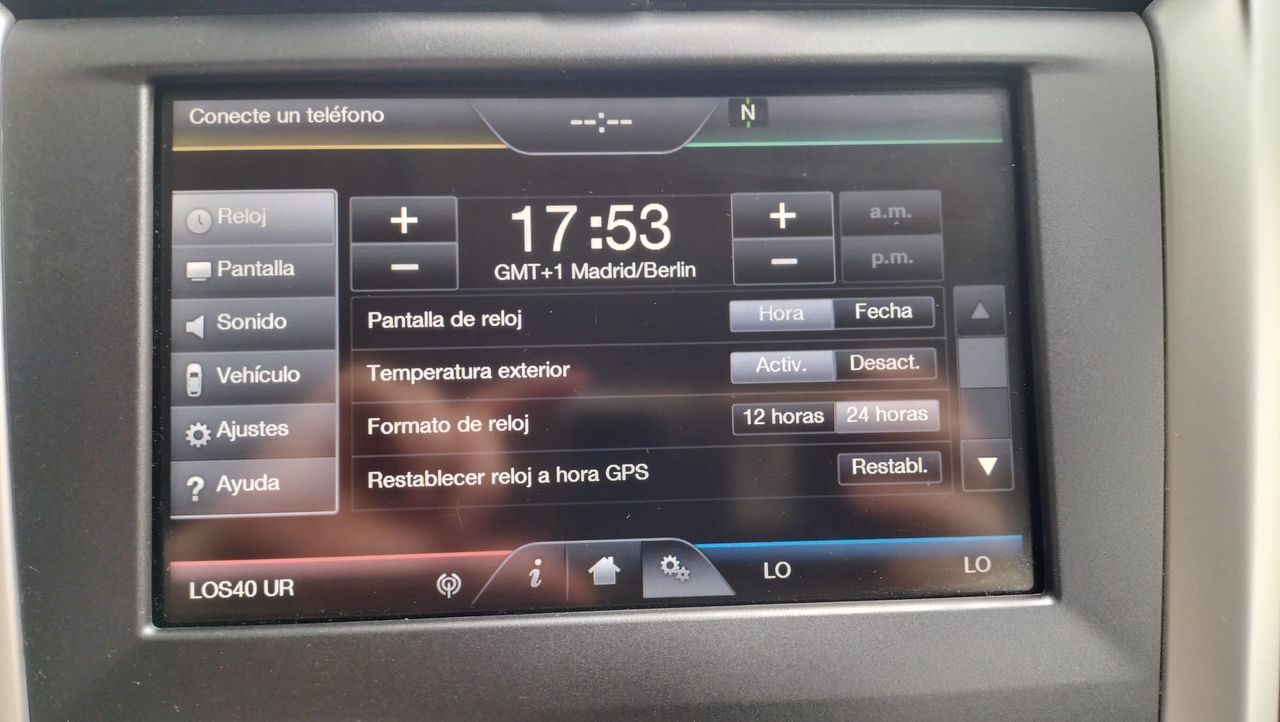 Conecte un teléfono
--:--
N
Reloj
Pantalla
Sonido
Vehículo
Ajustes
Ayuda
+
17:53
+
a.m.
−
GMT+1 Madrid/Berlin
−
p.m.
Pantalla de reloj
Hora
Fecha
Temperatura exterior
Activ.
Desact.
Formato de reloj
12 horas
24 horas
Restablecer reloj a hora GPS
Restabl.
LOS40 UR
i
LO
LO